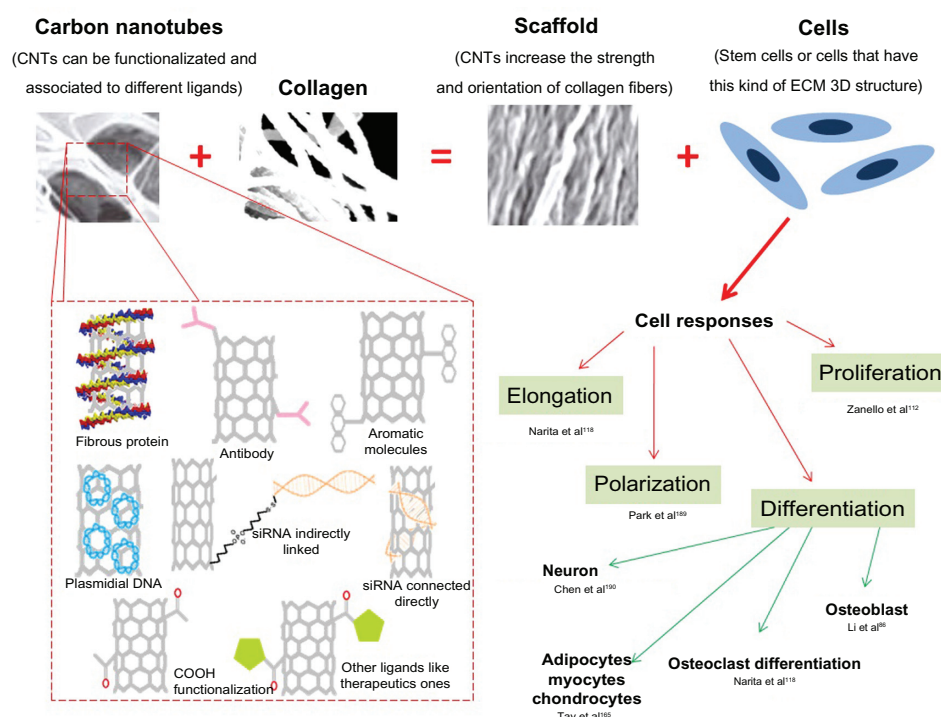 Carbon nanotubes
(CNTs can be functionalizated and
associated to different ligands)
Collagen
Scaffold
(CNTs increase the strength
and orientation of collagen fibers)
Cells
(Stem cells or cells that have
this kind of ECM 3D structure)
+
=
+
Fibrous protein
Antibody
Aromatic
molecules
Plasmidial DNA
siRNA indirectly
linked
siRNA connected
directly
COOH
functionalization
Other ligands like
therapeutics ones
Cell responses
Elongation
Narita et al118
Proliferation
Zanello et al112
Polarization
Park et al189
Differentiation
Neuron
Chen et al190
Osteoblast
Li et al86
Adipocytes
myocytes
chondrocytes
Tay et al165
Osteoclast differentiation
Narita et al118